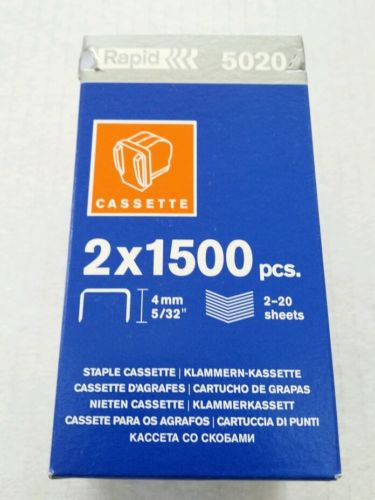 Rapid 5020
CASSETTE
2x1500 pcs.
4mm
5/32"
2-20
sheets
STAPLE CASSETTE | KLAMMERN-KASSETTE
CASSETTE D'AGRAFES | CARTUCHO DE GRAPAS
NIETEN CASSETTE | KLAMMERKASSETT
CASSETE PARA OS AGRAFOS | CARTUCCIA DI PUNTI
КАССЕТА СО СКОБАМИ